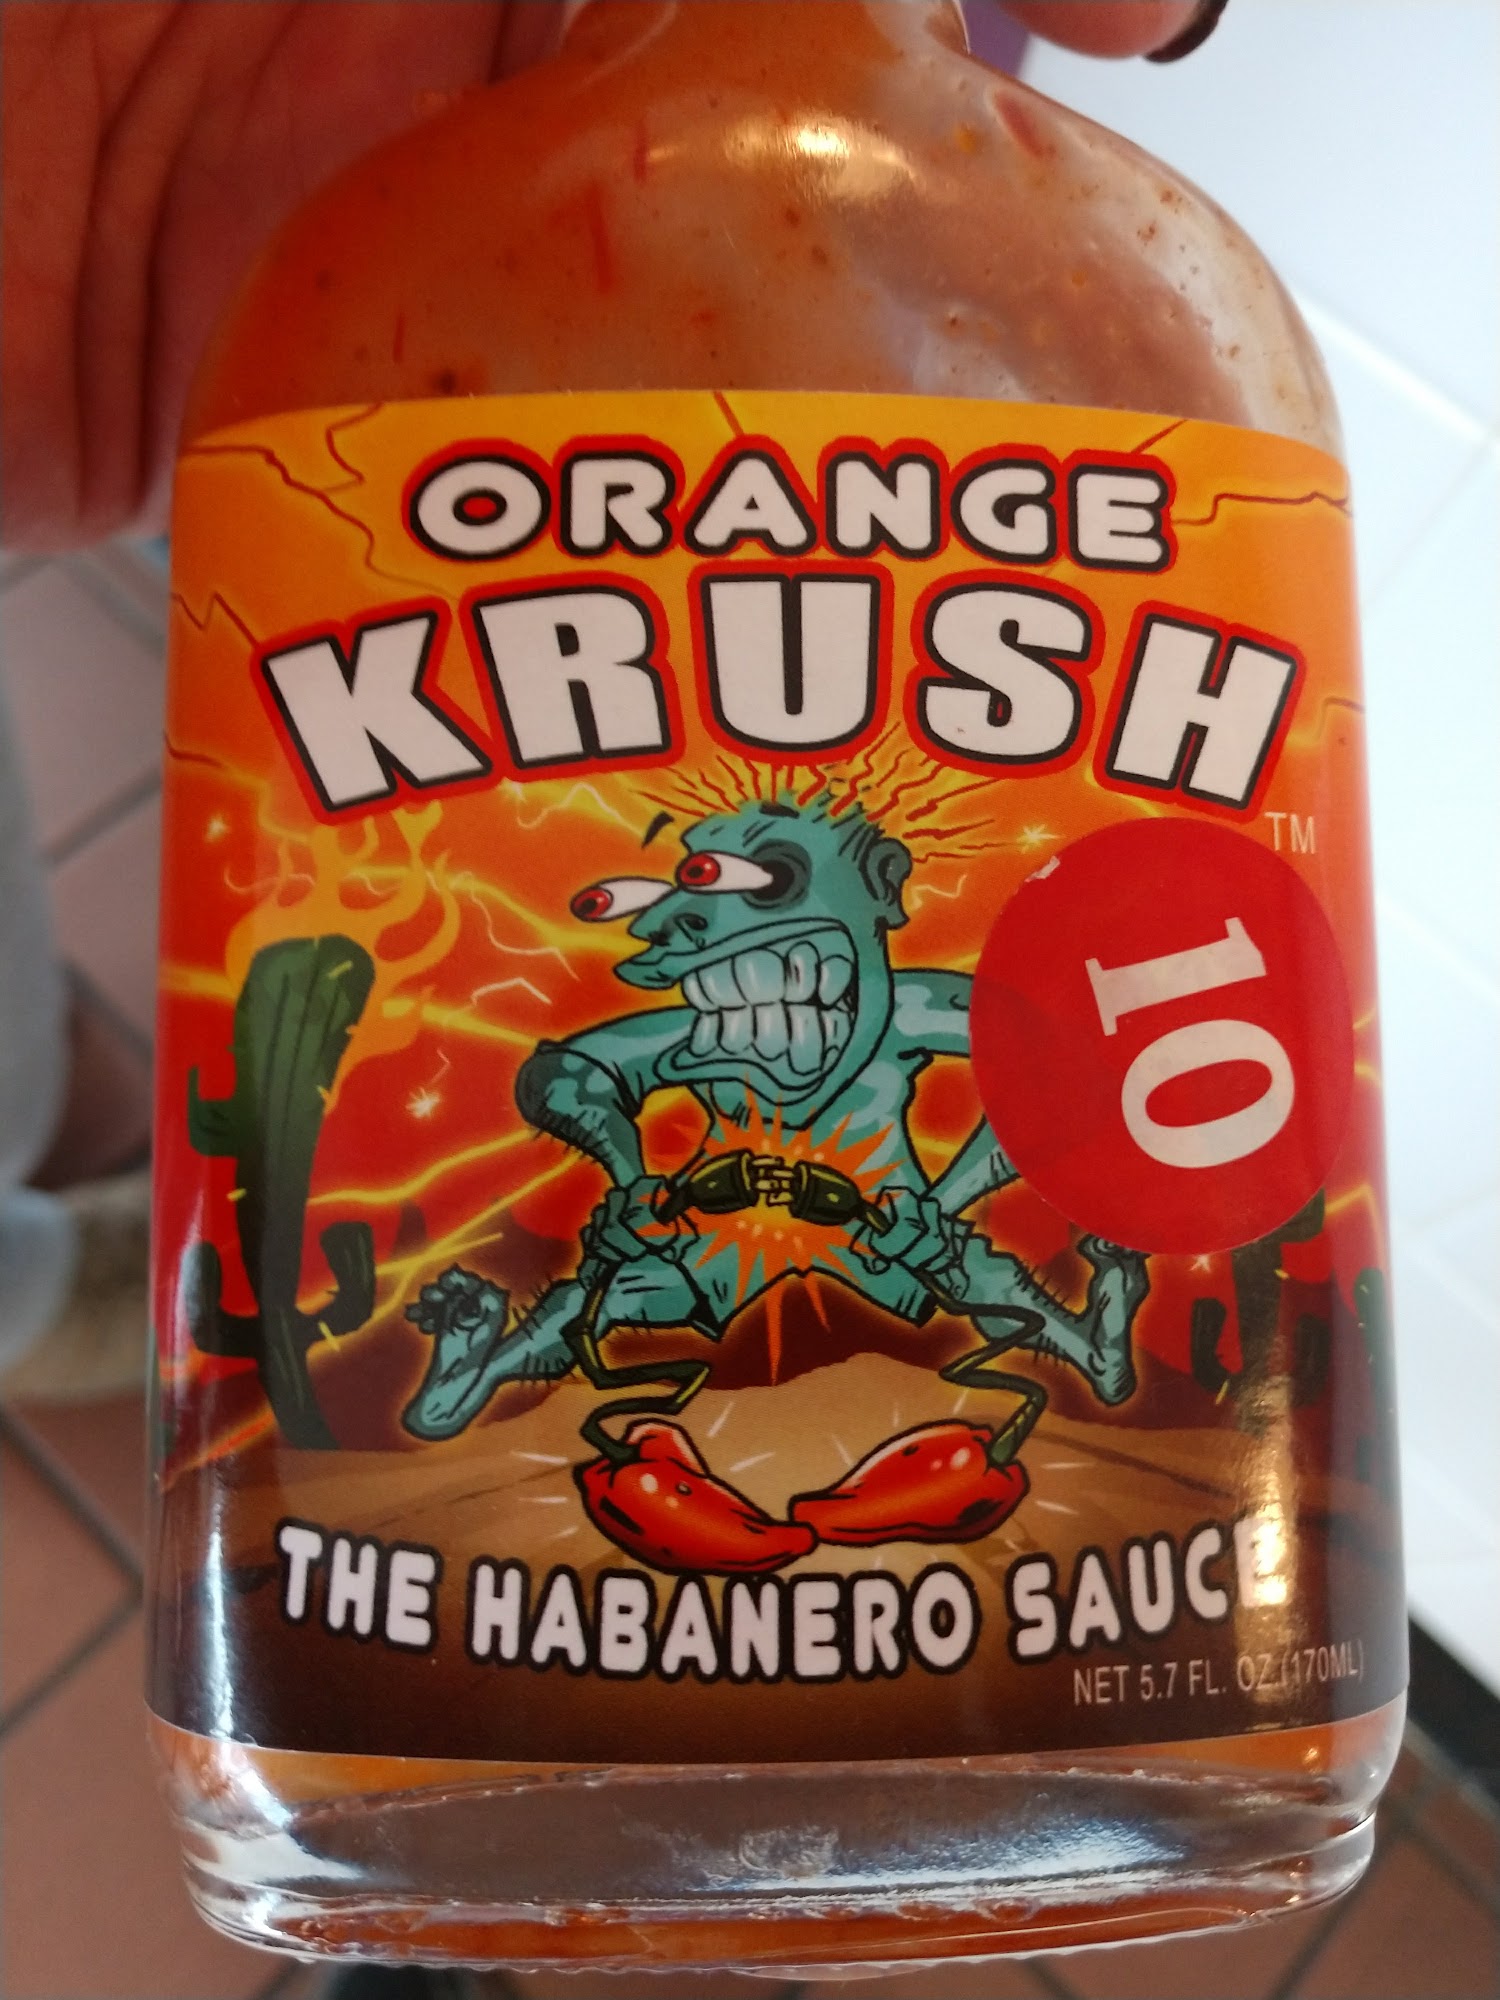 ORANGE
KRUSH
TM
10
THE HABANERO SAUCE
NET 5.7 FL. OZ.(170ML)